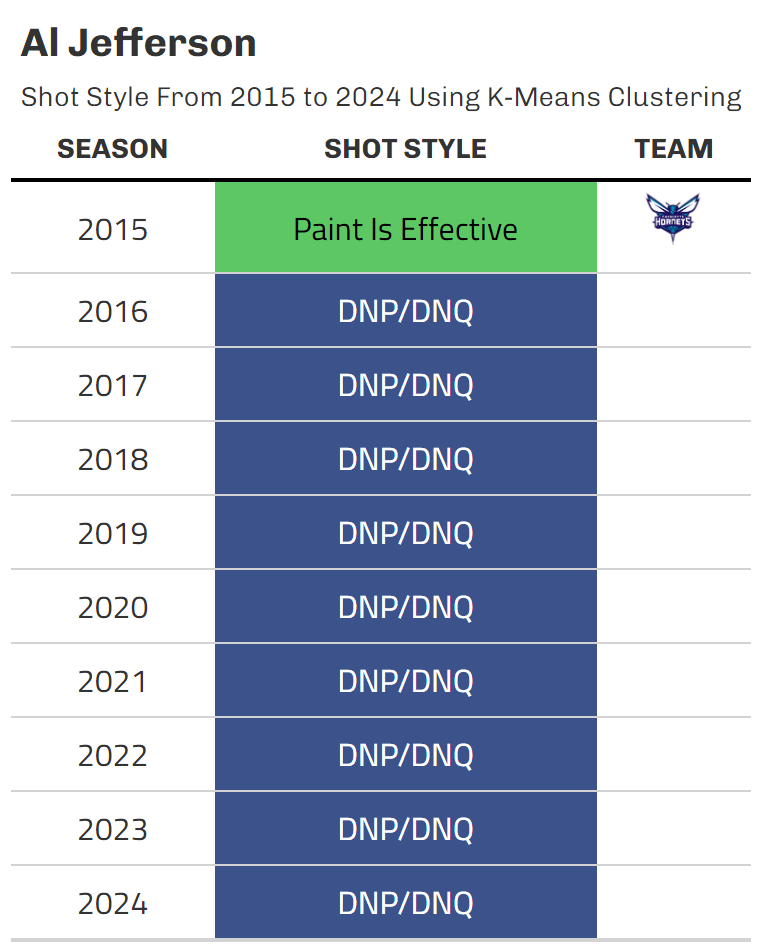 Al Jefferson
Shot Style From 2015 to 2024 Using K-Means Clustering
SEASON SHOT STYLE TEAM
2015 Paint Is Effective HORNETS
2016 DNP/DNQ
2017 DNP/DNQ
2018 DNP/DNQ
2019 DNP/DNQ
2020 DNP/DNQ
2021 DNP/DNQ
2022 DNP/DNQ
2023 DNP/DNQ
2024 DNP/DNQ